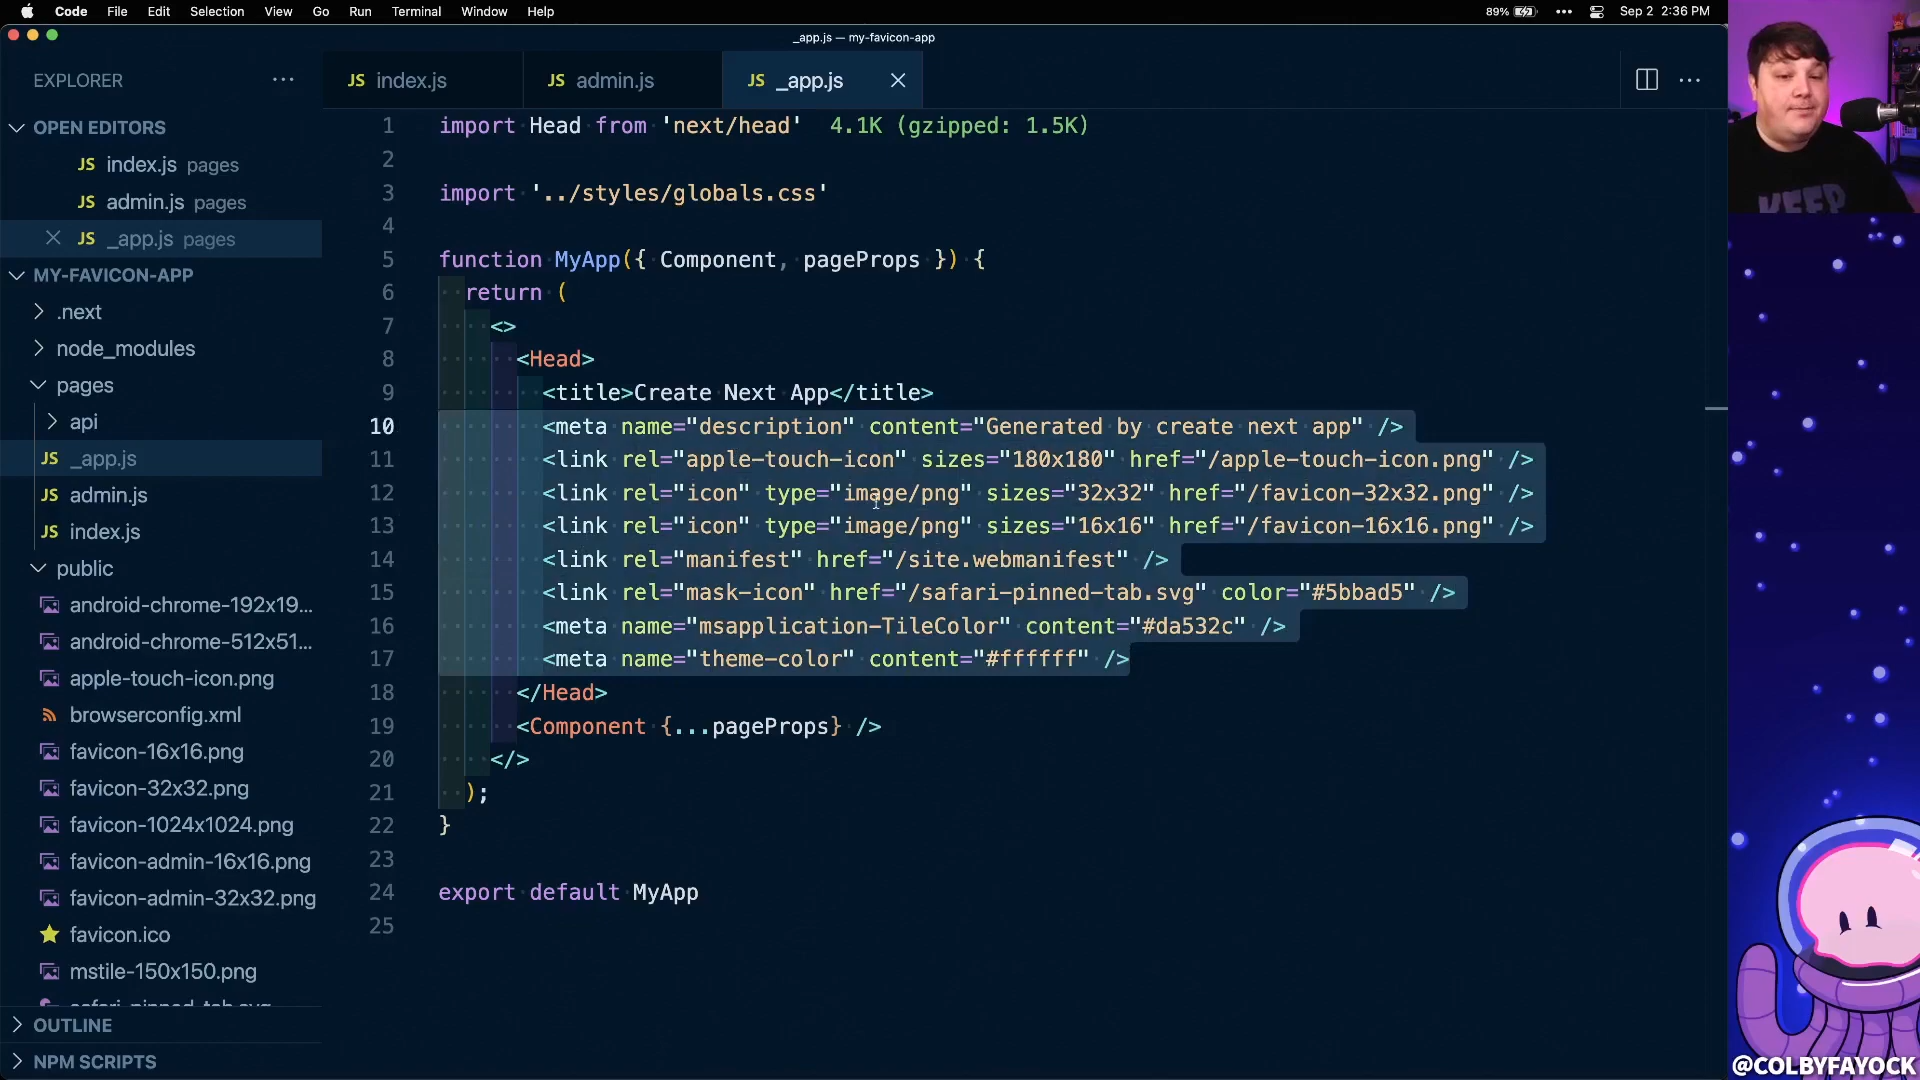 Code File Edit Selection View Go Run Terminal Window Help 89% Sep 2 2:36 PM
_app.js — my-favicon-app
EXPLORER
OPEN EDITORS
index.js pages
admin.js pages
_app.js pages
MY-FAVICON-APP
.next
node_modules
pages
api
_app.js
admin.js
index.js
public
android-chrome-192x19...
android-chrome-512x51...
apple-touch-icon.png
browserconfig.xml
favicon-16x16.png
favicon-32x32.png
favicon-1024x1024.png
favicon-admin-16x16.png
favicon-admin-32x32.png
favicon.ico
mstile-150x150.png
safari-pinned-tab.svg
OUTLINE
NPM SCRIPTS
JS index.js JS admin.js JS _app.js
1 import Head from 'next/head' 4.1K (gzipped: 1.5K)
2
3 import '../styles/globals.css'
4
5 function MyApp({ Component, pageProps }) {
6 return (
7 <>
8 <Head>
9 <title>Create Next App</title>
10 <meta name="description" content="Generated by create next app" />
11 <link rel="apple-touch-icon" sizes="180x180" href="/apple-touch-icon.png" />
12 <link rel="icon" type="image/png" sizes="32x32" href="/favicon-32x32.png" />
13 <link rel="icon" type="image/png" sizes="16x16" href="/favicon-16x16.png" />
14 <link rel="manifest" href="/site.webmanifest" />
15 <link rel="mask-icon" href="/safari-pinned-tab.svg" color="#5bbad5" />
16 <meta name="msapplication-TileColor" content="#da532c" />
17 <meta name="theme-color" content="#ffffff" />
18 </Head>
19 <Component {...pageProps} />
20 </>
21 );
22 }
23
24 export default MyApp
25
KEEP
@COLBYFAYOCK